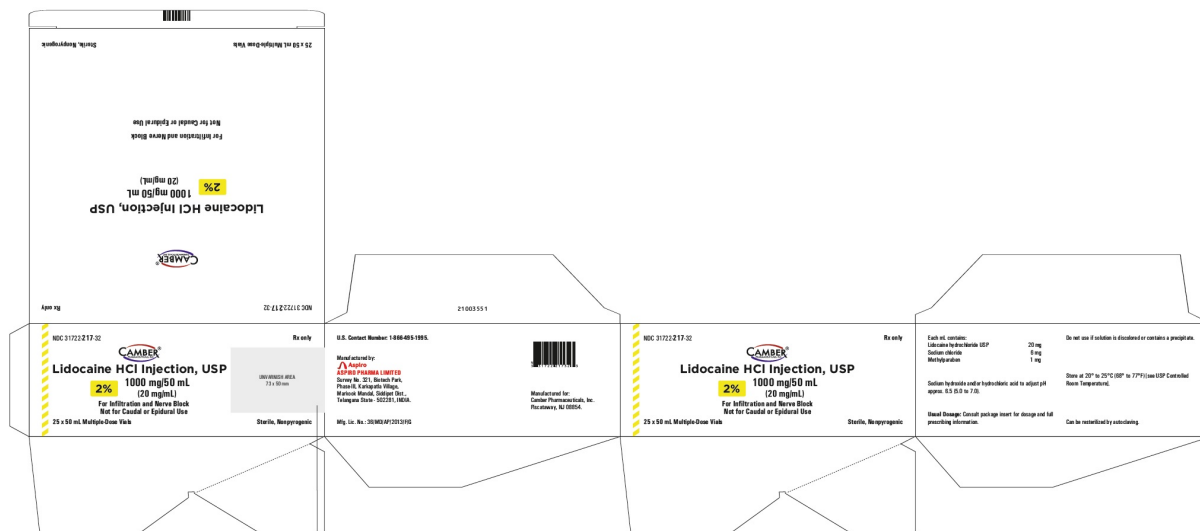 25 x 50 mL Multiple-Dose Vials
Sterile, Nonpyrogenic
Not for Caudal or Epidural Use
For Infiltration and Nerve Block
(20 mg/mL)
2%
1000 mg/50 mL
Lidocaine HCl Injection, USP
CAMBER®
NDC 31722-217-32
Rx only
21003551
NDC 31722-217-32
Rx only
CAMBER®
Lidocaine HCl Injection, USP
2%
1000 mg/50 mL
(20 mg/mL)
For Infiltration and Nerve Block
Not for Caudal or Epidural Use
25 x 50 mL Multiple-Dose Vials
Sterile, Nonpyrogenic
UNVARNISH AREA
73 x 50 mm
U.S. Contact Number: 1-866-495-1995.
Manufactured by:
Aspiro
ASPIRO PHARMA LIMITED
Survey No. 321, Biotech Park,
Phase-III, Karkapatla Village,
Markook Mandal, Siddipet Dist.,
Telangana State - 502281, INDIA.
Mfg. Lic. No.: 38/MD/AP/2013/F/G
Manufactured for:
Camber Pharmaceuticals, Inc.
Piscataway, NJ 08854.
NDC 31722-217-32
Rx only
CAMBER®
Lidocaine HCl Injection, USP
2%
1000 mg/50 mL
(20 mg/mL)
For Infiltration and Nerve Block
Not for Caudal or Epidural Use
25 x 50 mL Multiple-Dose Vials
Sterile, Nonpyrogenic
Each mL contains:
Lidocaine hydrochloride USP 20 mg
Sodium chloride 6 mg
Methylparaben 1 mg
Sodium hydroxide and/or hydrochloric acid to adjust pH
approx. 6.5 (5.0 to 7.0).
Usual Dosage: Consult package insert for dosage and full
prescribing information.
Do not use if solution is discolored or contains a precipitate.
Store at 20° to 25°C (68° to 77°F) [see USP Controlled
Room Temperature].
Can be resterilized by autoclaving.